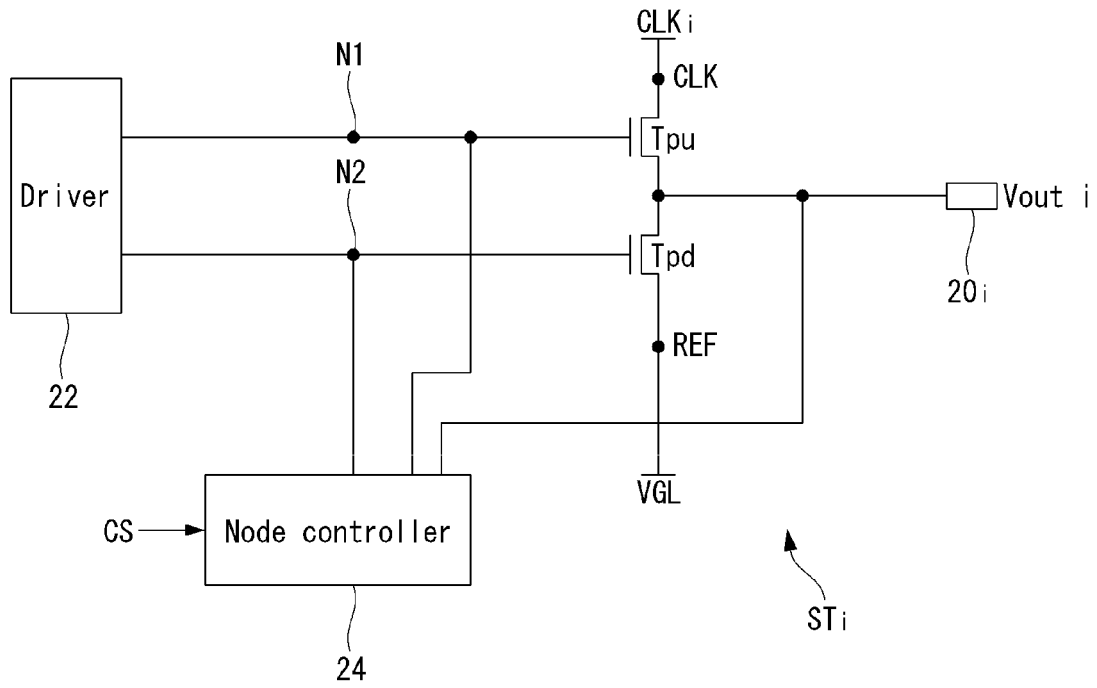 CLKi
N1
CLK
Tpu
N2
Driver
Vout i
Tpd
20i
REF
22
VGL
CS
Node controller
STi
24